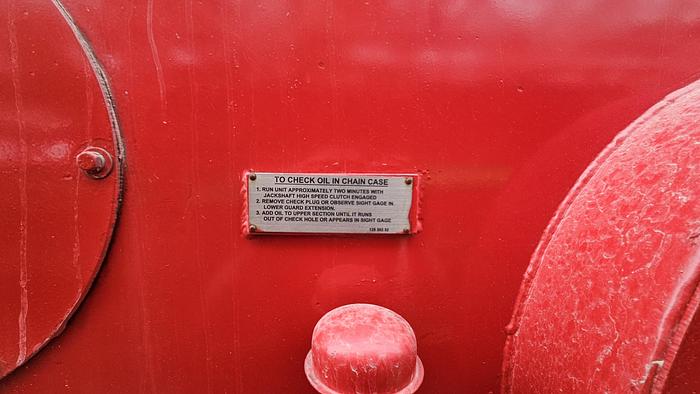 TO CHECK OIL IN CHAIN CASE
1. RUN UNIT APPROXIMATELY TWO MINUTES WITH
JACKSHAFT HIGH SPEED CLUTCH ENGAGED
2. REMOVE CHECK PLUG OR OBSERVE SIGHT GAGE IN
LOWER GUARD EXTENSION.
3. ADD OIL TO UPPER SECTION UNTIL IT RUNS
OUT OF CHECK HOLE OR APPEARS IN SIGHT GAGE